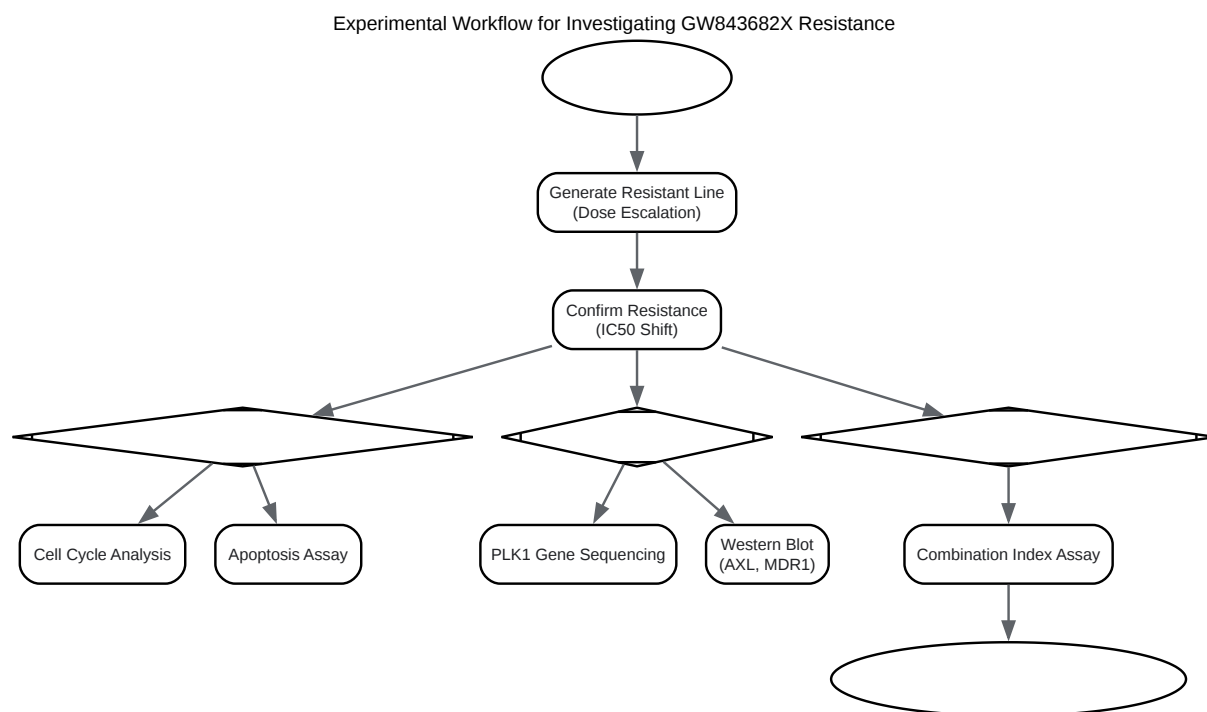 Experimental Workflow for Investigating GW843682X Resistance
Generate Resistant Line
(Dose Escalation)
Confirm Resistance
(IC50 Shift)
Cell Cycle Analysis
Apoptosis Assay
PLK1 Gene Sequencing
Western Blot
(AXL, MDR1)
Combination Index Assay